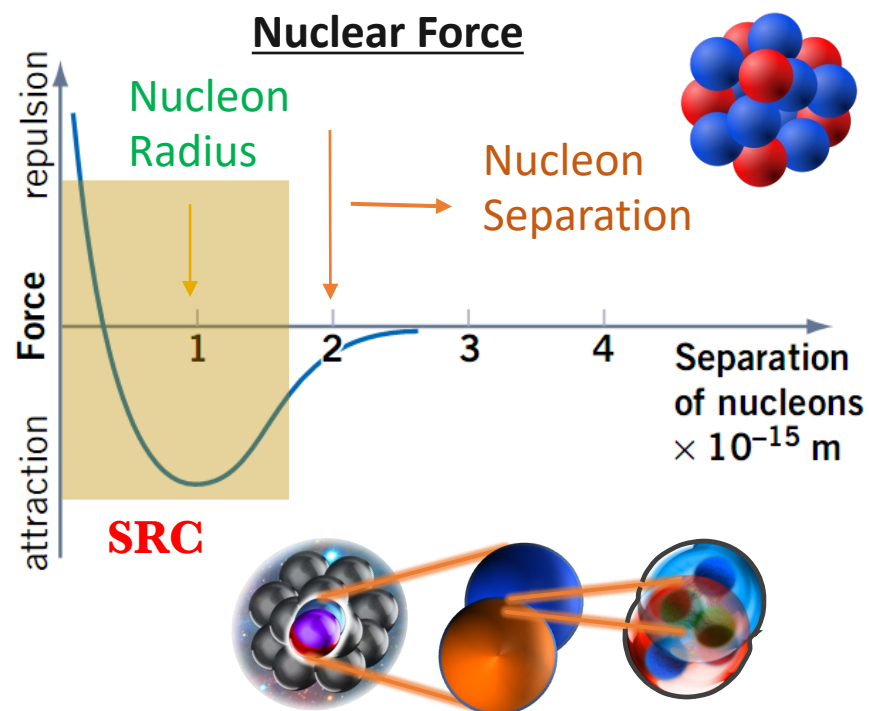 Nuclear Force
repulsion
Nucleon
Radius
Nucleon
Separation
Force
1
2
3
4
Separation
of nucleons
× 10⁻¹⁵ m
attraction
SRC